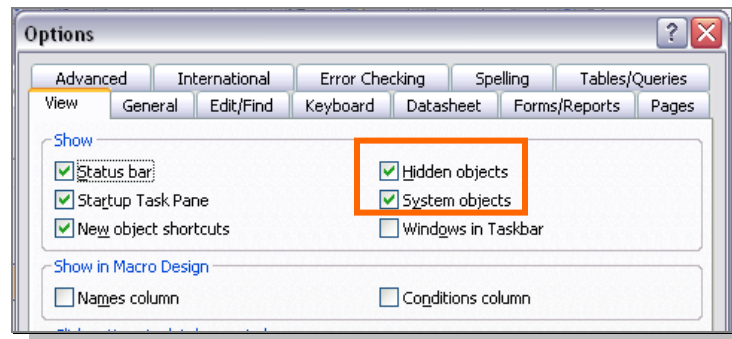 Options
Advanced International Error Checking Spelling Tables/Queries
View General Edit/Find Keyboard Datasheet Forms/Reports Pages
Show
Status bar Hidden objects
Startup Task Pane System objects
New object shortcuts Windows in Taskbar
Show in Macro Design
Names column Conditions column